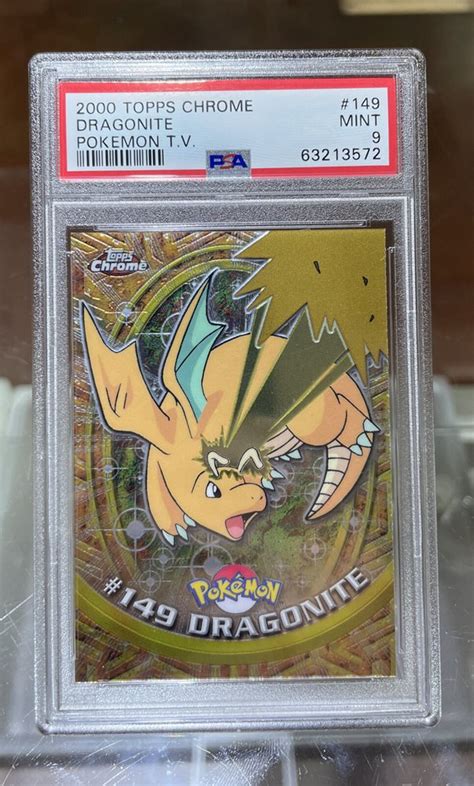 2000 TOPPS CHROME #149
DRAGONITE MINT
POKEMON T.V. 9
PSA 63213572
Topps
Chrome
POKéMON
#149 DRAGONITE